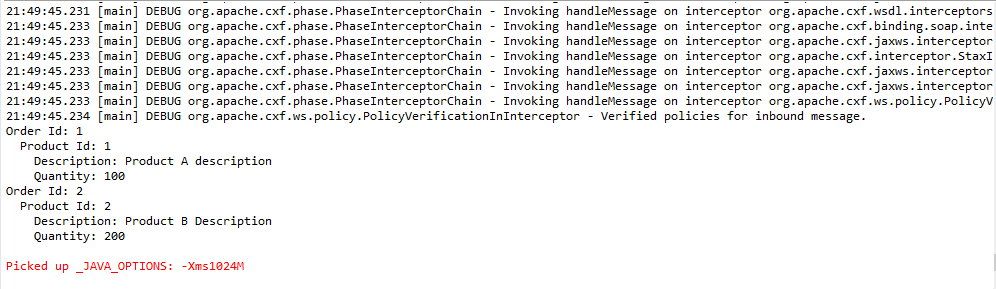 21:49:45.231 [main] DEBUG org.apache.cxf.phase.PhaseInterceptorChain - Invoking handleMessage on interceptor org.apache.cxf.wsdl.interceptors
21:49:45.233 [main] DEBUG org.apache.cxf.phase.PhaseInterceptorChain - Invoking handleMessage on interceptor org.apache.cxf.binding.soap.inte
21:49:45.233 [main] DEBUG org.apache.cxf.phase.PhaseInterceptorChain - Invoking handleMessage on interceptor org.apache.cxf.jaxws.interceptor
21:49:45.233 [main] DEBUG org.apache.cxf.phase.PhaseInterceptorChain - Invoking handleMessage on interceptor org.apache.cxf.interceptor.StaxI
21:49:45.233 [main] DEBUG org.apache.cxf.phase.PhaseInterceptorChain - Invoking handleMessage on interceptor org.apache.cxf.jaxws.interceptor
21:49:45.233 [main] DEBUG org.apache.cxf.phase.PhaseInterceptorChain - Invoking handleMessage on interceptor org.apache.cxf.jaxws.interceptor
21:49:45.233 [main] DEBUG org.apache.cxf.phase.PhaseInterceptorChain - Invoking handleMessage on interceptor org.apache.cxf.ws.policy.PolicyV
21:49:45.234 [main] DEBUG org.apache.cxf.ws.policy.PolicyVerificationInInterceptor - Verified policies for inbound message.
Order Id: 1
  Product Id: 1
    Description: Product A description
    Quantity: 100
Order Id: 2
  Product Id: 2
    Description: Product B Description
    Quantity: 200
Picked up _JAVA_OPTIONS: -Xms1024M